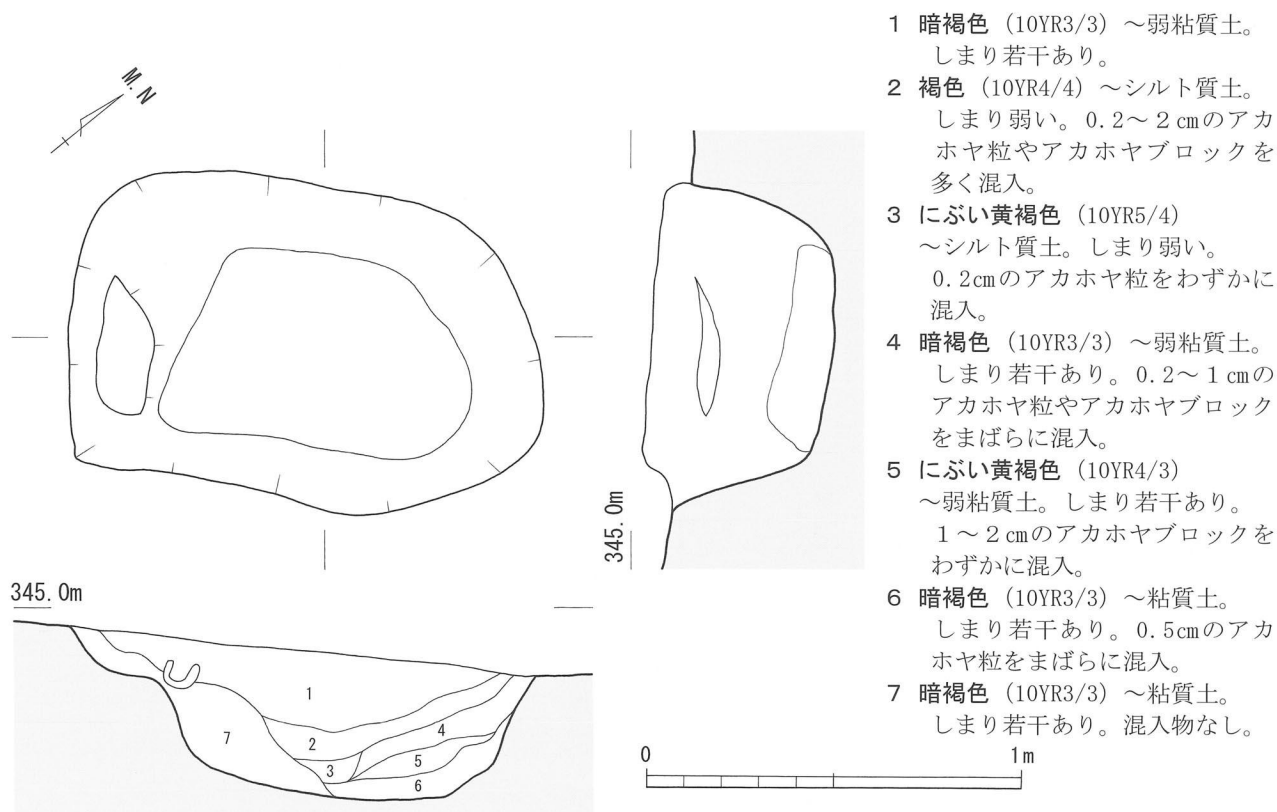 M.N
345.0m
345.0m
1
2
3
4
5
6
7
0
1m
1 暗褐色（10YR3/3）～弱粘質土。
しまり若干あり。
2 褐色（10YR4/4）～シルト質土。
しまり弱い。0.2～2㎝のアカ
ホヤ粒やアカホヤブロックを
多く混入。
3 にぶい黄褐色（10YR5/4）
～シルト質土。しまり弱い。
0.2㎝のアカホヤ粒をわずかに
混入。
4 暗褐色（10YR3/3）～弱粘質土。
しまり若干あり。0.2～1㎝の
アカホヤ粒やアカホヤブロック
をまばらに混入。
5 にぶい黄褐色（10YR4/3）
～弱粘質土。しまり若干あり。
1～2㎝のアカホヤブロックを
わずかに混入。
6 暗褐色（10YR3/3）～粘質土。
しまり若干あり。0.5㎝のアカ
ホヤ粒をまばらに混入。
7 暗褐色（10YR3/3）～粘質土。
しまり若干あり。混入物なし。